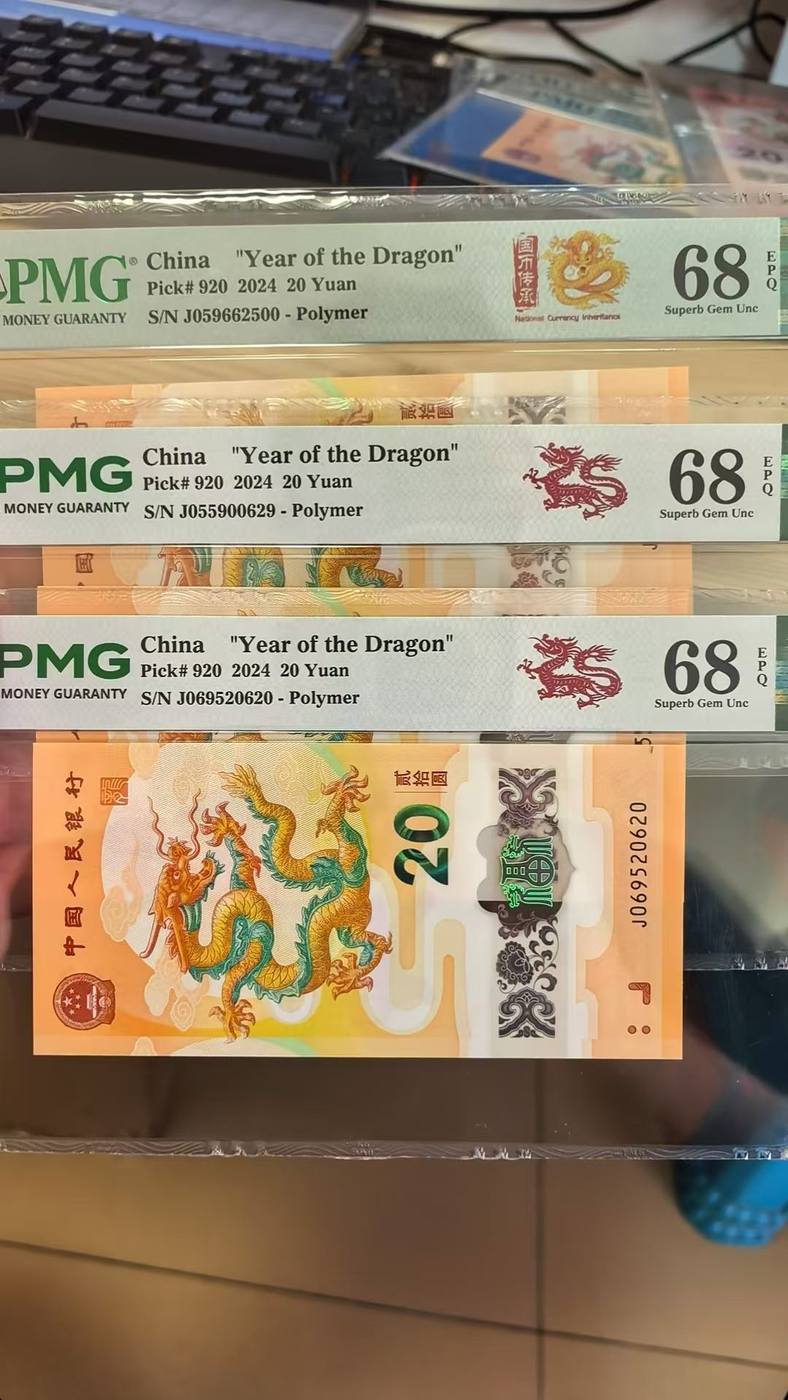 PMG®
MONEY GUARANTY
China "Year of the Dragon"
Pick# 920 2024 20 Yuan
S/N J059662500 - Polymer
国币传承
National Currency Inheritance
68
EPQ
Superb Gem Unc
贰拾圆
PMG
MONEY GUARANTY
China "Year of the Dragon"
Pick# 920 2024 20 Yuan
S/N J055900629 - Polymer
68
EPQ
Superb Gem Unc
国
PMG
MONEY GUARANTY
China "Year of the Dragon"
Pick# 920 2024 20 Yuan
S/N J069520620 - Polymer
68
EPQ
Superb Gem Unc
中国人民银行
贰拾圆
20
J069520620